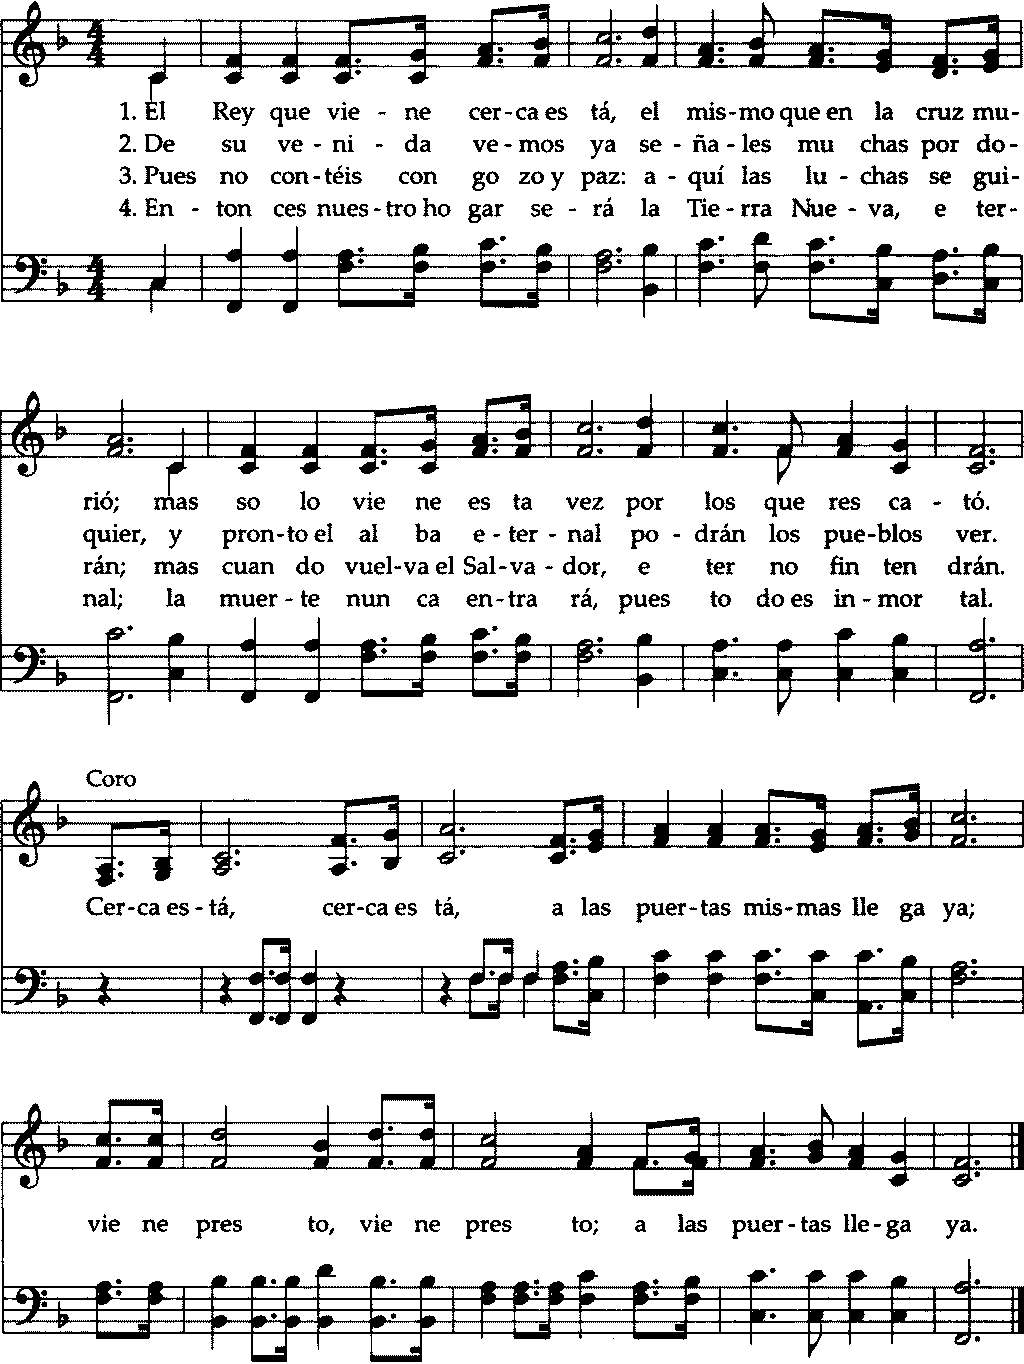 1. El Rey que vie - ne cer-ca es tá, el mis-mo que en la cruz mu-
2. De su ve-ni - da ve-mos ya se-ña-les mu chas por do-
3. Pues no con-téis con go zo y paz: a-quí las lu-chas se gui-
4. En - ton ces nues-tro ho gar se-rá la Tie-rra Nue-va, e ter-
rió; mas so lo vie ne es ta vez por los que res ca-tó.
quier, y pron-to el al ba e-ter-nal po-drán los pue-blos ver.
rán; mas cuan do vuel-va el Sal-va-dor, e ter no fin ten drán.
nal; la muer-te nun ca en-tra rá, pues to do es in-mor tal.
Coro
Cer-ca es-tá, cer-ca es tá, a las puer-tas mis-mas lle ga ya;
vie ne pres to, vie ne pres to; a las puer-tas lle-ga ya.